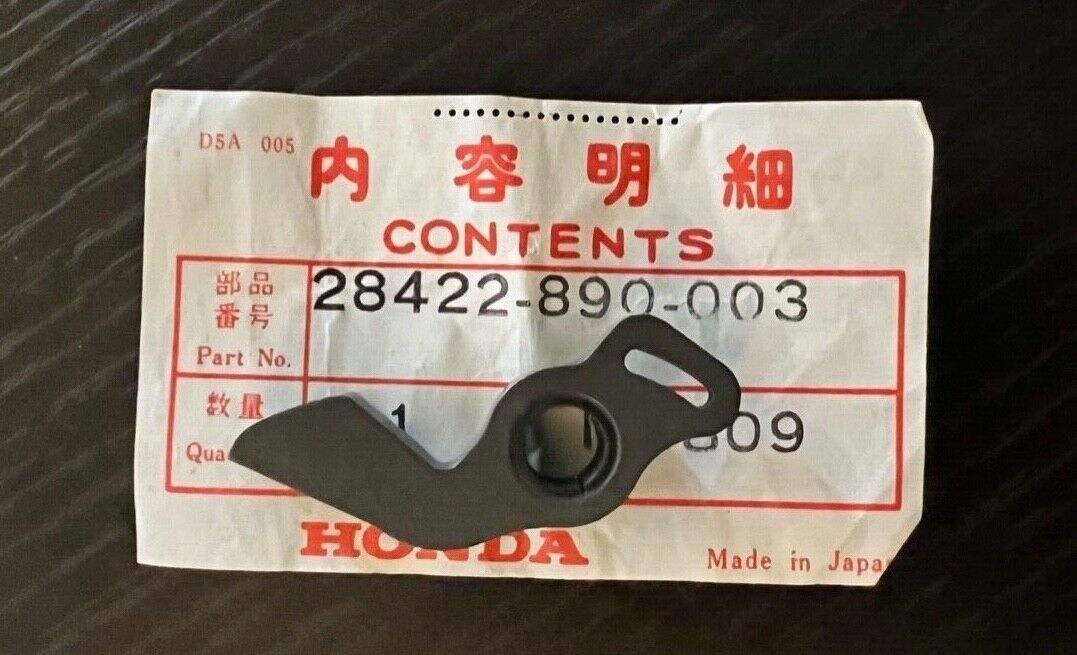 D5A 005
内容明細
CONTENTS
部品
番号
Part No.
28422-890-003
数量
1
809
HONDA
Made in Japa